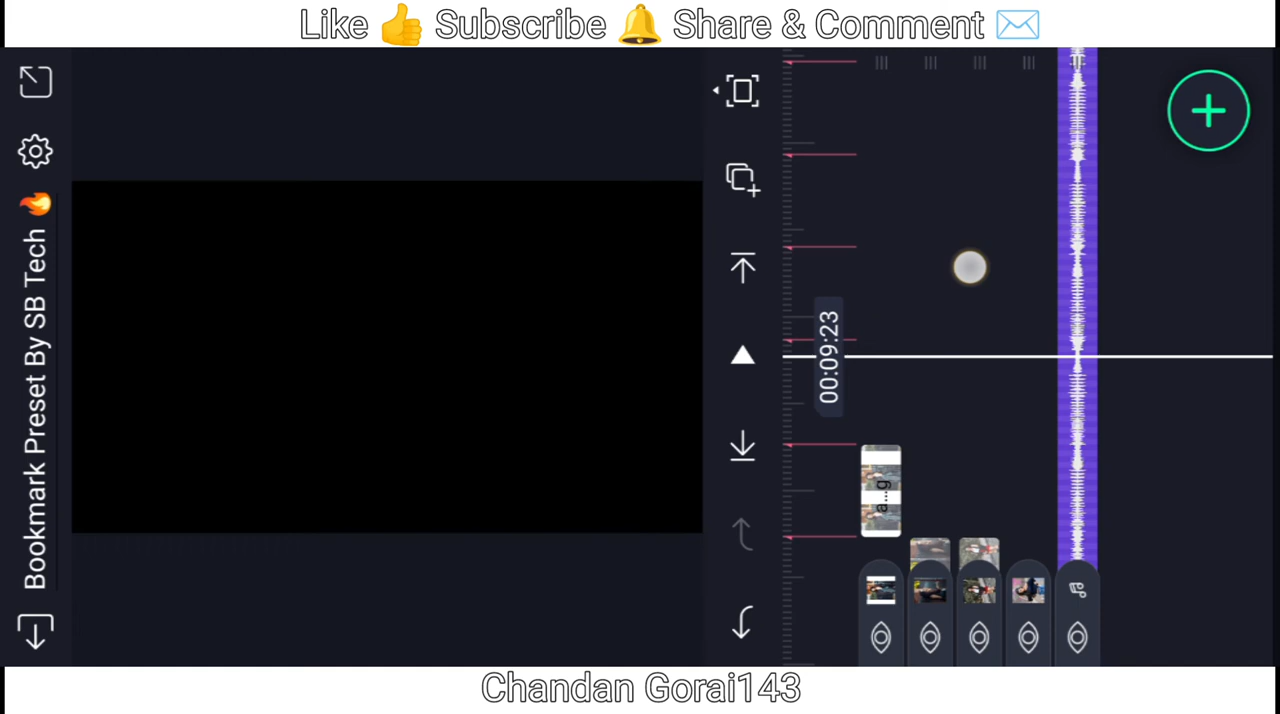 Like 👍 Subscribe 🔔 Share & Comment ✉️
Bookmark Preset By SB Tech 🔥
00:09:23
e...g
Chandan Gorai143